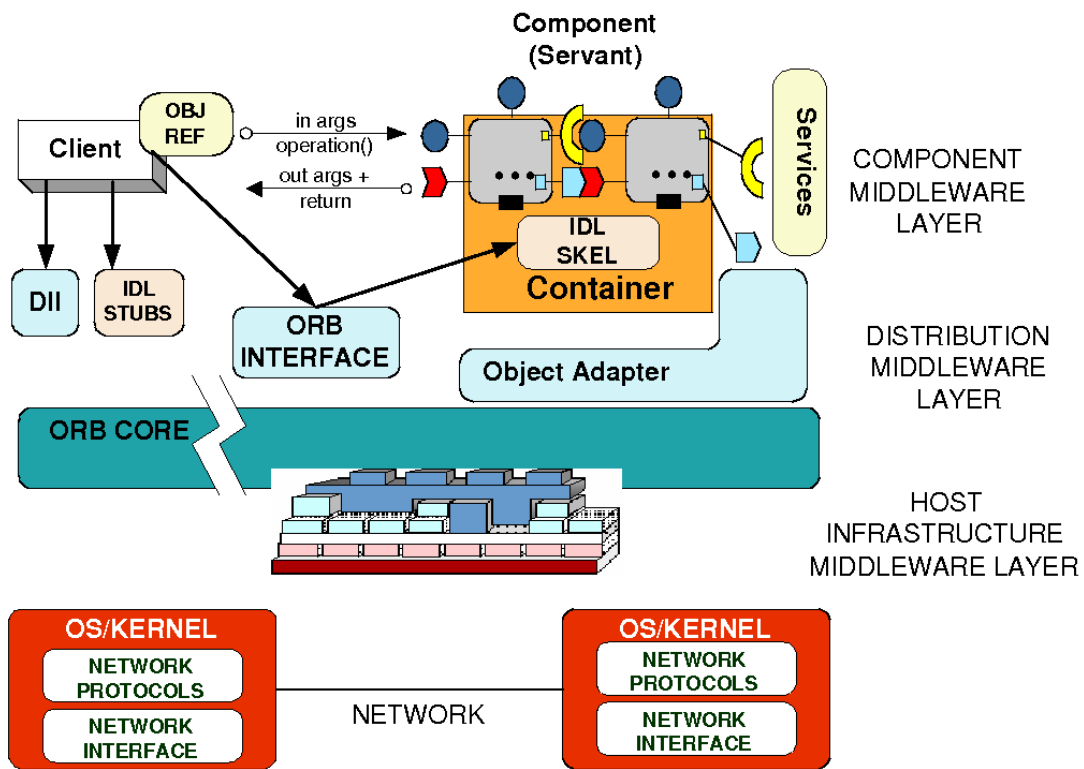 Component
(Servant)
OBJ
REF
Client
in args
operation()
out args +
return
Services
COMPONENT
MIDDLEWARE
LAYER
IDL
SKEL
Container
DII
IDL
STUBS
ORB
INTERFACE
Object Adapter
DISTRIBUTION
MIDDLEWARE
LAYER
ORB CORE
HOST
INFRASTRUCTURE
MIDDLEWARE LAYER
OS/KERNEL
NETWORK
PROTOCOLS
NETWORK
INTERFACE
NETWORK
OS/KERNEL
NETWORK
PROTOCOLS
NETWORK
INTERFACE